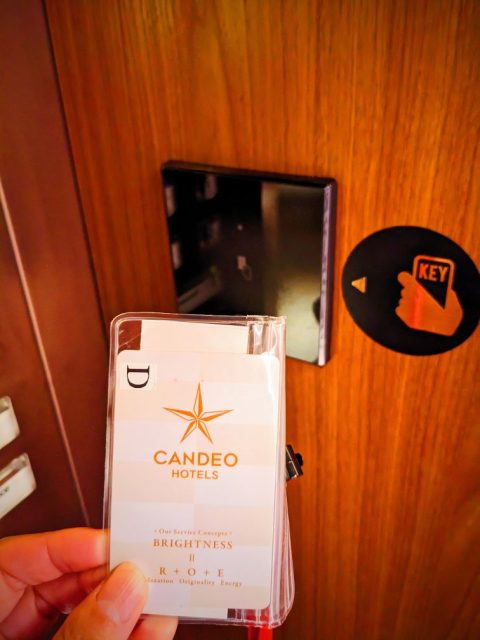 KEY
D
CANDEO
HOTELS
• Our Service Concepts •
BRIGHTNESS
=
R + O + E
Originality Energy